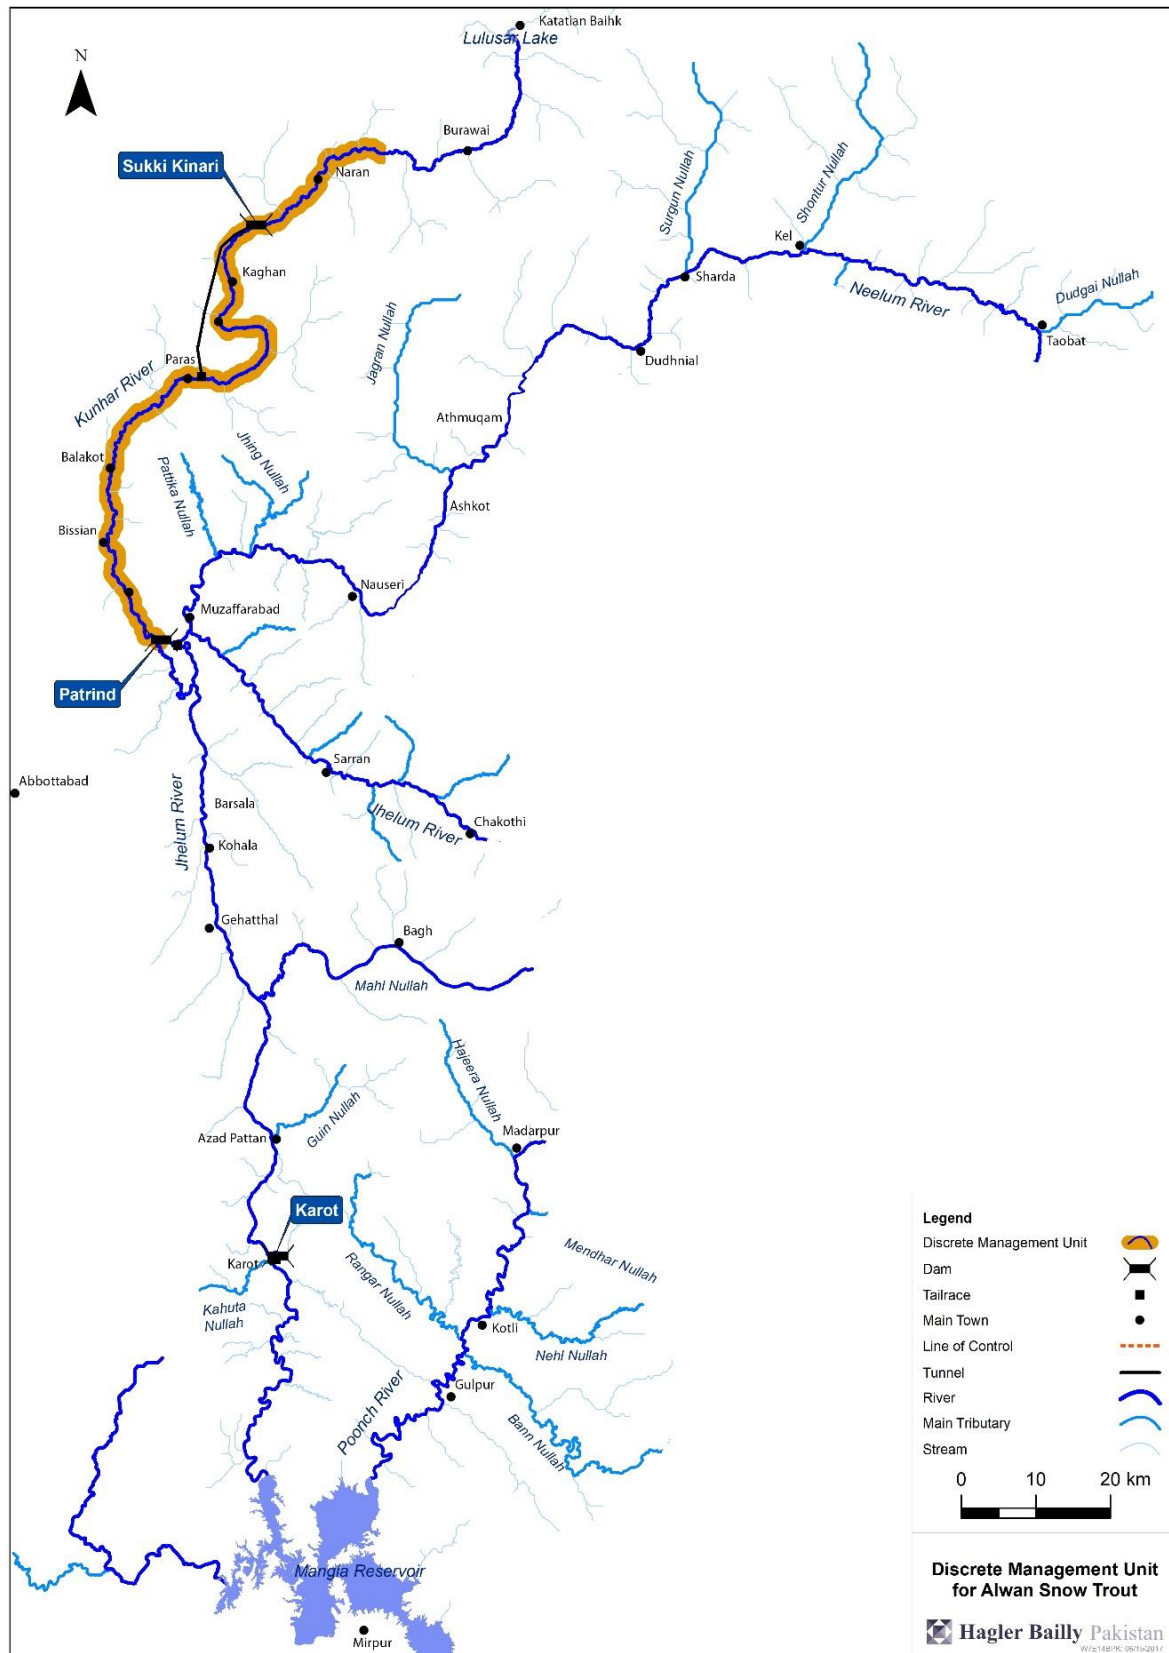 Katatian Baihk
Lulusar Lake
N
Burawai
Sukki Kinari
Naran
Surgun Nullah
Shontur Nullah
Kel
Kaghan
Sharda
Neelum River
Dudgai Nullah
Jagran Nullah
Taobat
Paras
Dudhnial
Kunhar River
Athmuqam
Jhing Nullah
Balakot
Pattika Nullah
Ashkot
Bissian
Nauseri
Muzaffarabad
Patrind
Sarran
Abbottabad
Jhelum River
Barsala
Jhelum River
Chakothi
Kohala
Gehatthal
Bagh
Mahl Nullah
Hajeera Nullah
Guin Nullah
Azad Pattan
Madarpur
Karot
Karot
Rangar Nullah
Mendhar Nullah
Kahuta
Nullah
Kotli
Nehl Nullah
Gulpur
Poonch River
Bann Nullah
Mangla Reservoir
Mirpur
Legend
Discrete Management Unit
Dam
Tailrace
Main Town
Line of Control
Tunnel
River
Main Tributary
Stream
0 10 20 km
Discrete Management Unit
for Alwan Snow Trout
Hagler Bailly Pakistan